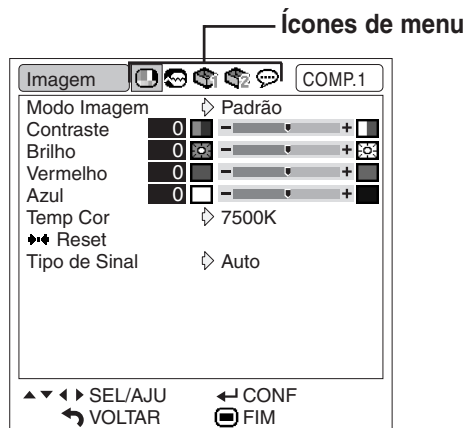 Ícones de menu
Imagem COMP.1
Modo Imagem Padrão
Contraste 0 - +
Brilho 0 - +
Vermelho 0 - +
Azul 0 - +
Temp Cor 7500K
Reset
Tipo de Sinal Auto
SEL/AJU CONF
VOLTAR FIM